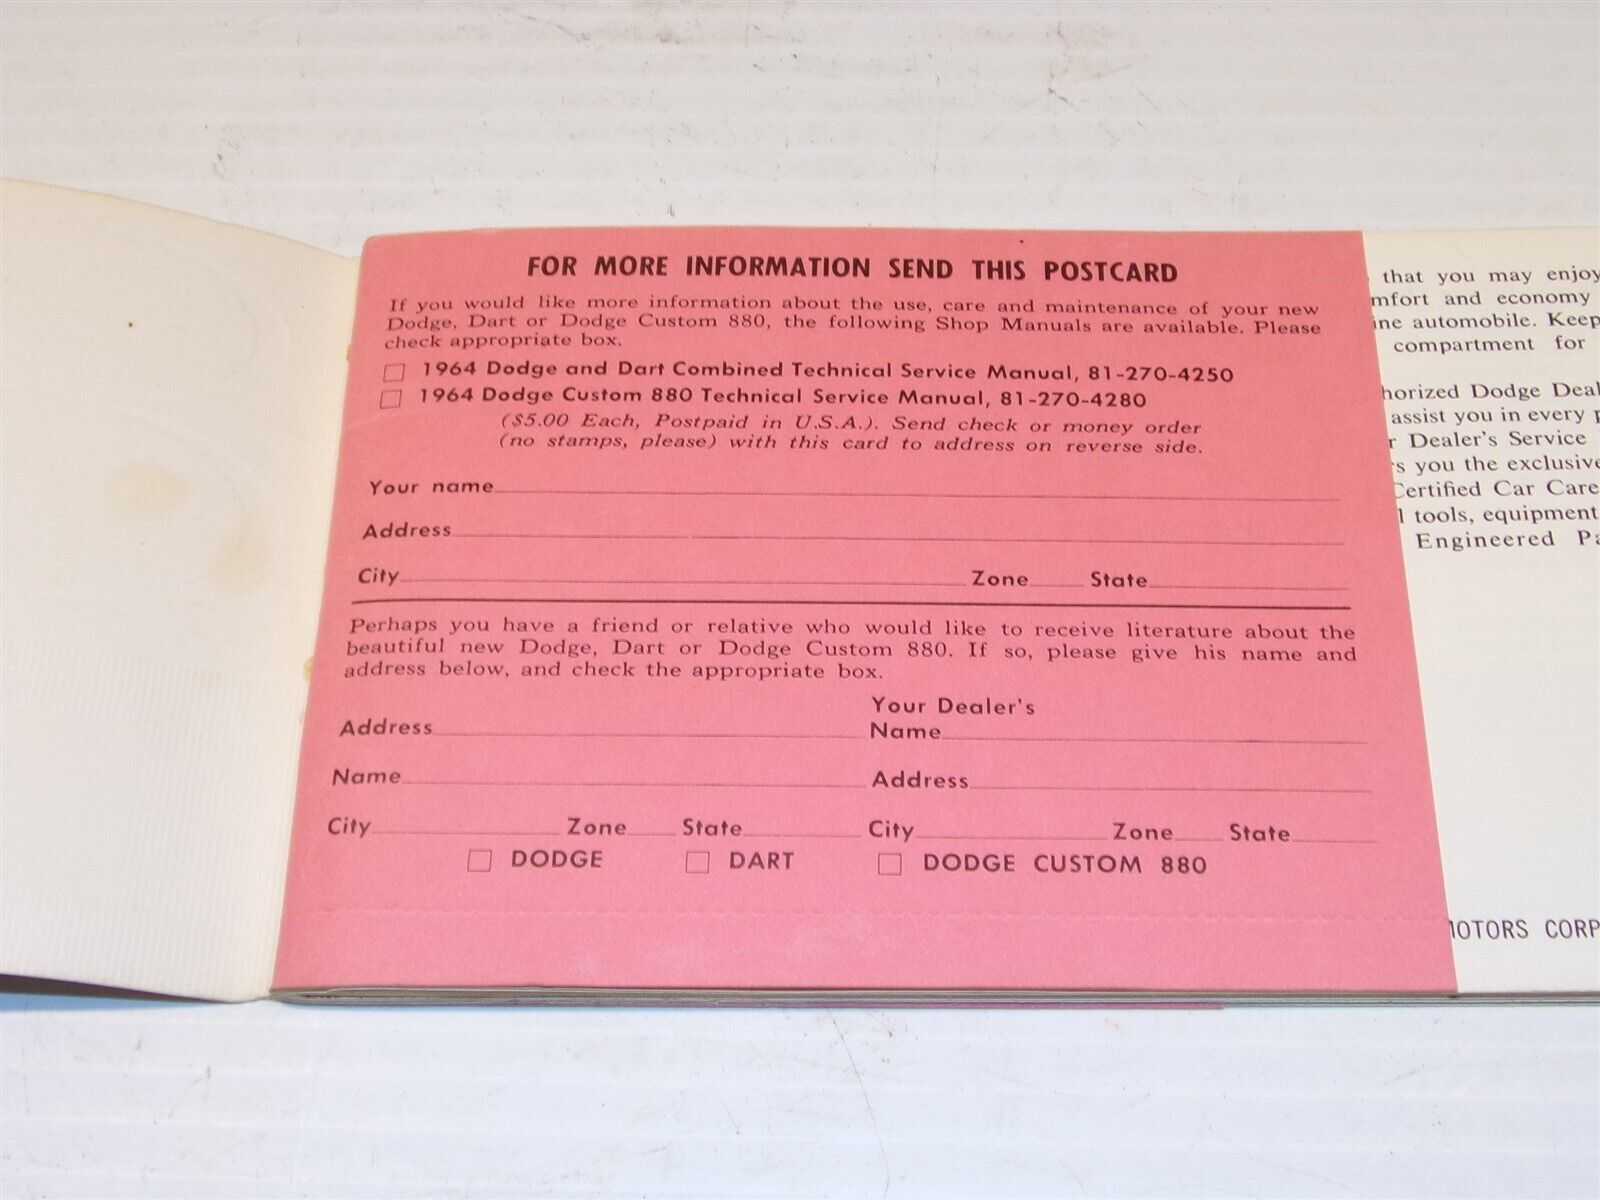 FOR MORE INFORMATION SEND THIS POSTCARD
If you would like more information about the use, care and maintenance of your new
Dodge, Dart or Dodge Custom 880, the following Shop Manuals are available. Please
check appropriate box.
1964 Dodge and Dart Combined Technical Service Manual, 81-270-4250
1964 Dodge Custom 880 Technical Service Manual, 81-270-4280
($5.00 Each, Postpaid in U.S.A.). Send check or money order
(no stamps, please) with this card to address on reverse side.
Your name
Address
City Zone State
Perhaps you have a friend or relative who would like to receive literature about the
beautiful new Dodge, Dart or Dodge Custom 880. If so, please give his name and
address below, and check the appropriate box.
Your Dealer's
Address Name
Name Address
City Zone State City Zone State
DODGE DART DODGE CUSTOM 880
that you may enjoy
mfort and economy
ine automobile. Keep
compartment for
horized Dodge Deal
assist you in every p
r Dealer's Service
s you the exclusive
Certified Car Care
l tools, equipment
Engineered Pa
MOTORS CORP